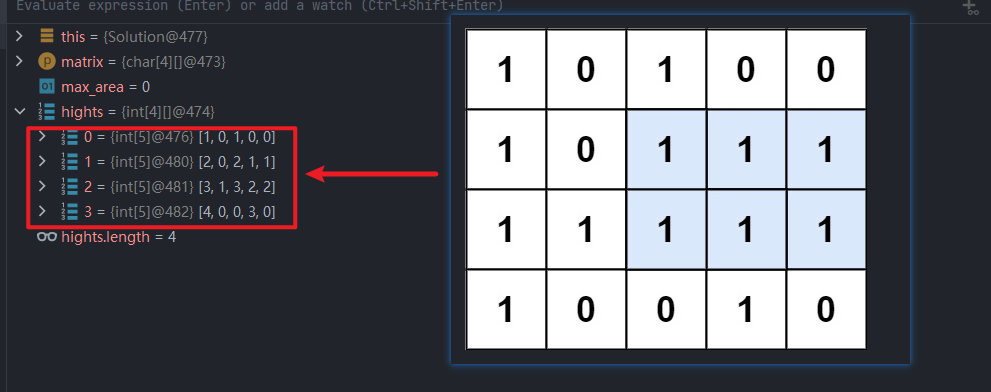 Evaluate expression (Enter) or add a watch (Ctrl+Shift+Enter)
this = {Solution@477}
p matrix = {char[4][]@473}
01 max_area = 0
hights = {int[4][]@474}
0 = {int[5]@476} [1, 0, 1, 0, 0]
1 = {int[5]@480} [2, 0, 2, 1, 1]
2 = {int[5]@481} [3, 1, 3, 2, 2]
3 = {int[5]@482} [4, 0, 0, 3, 0]
hights.length = 4
1 0 1 0 0
1 0 1 1 1
1 1 1 1 1
1 0 0 1 0